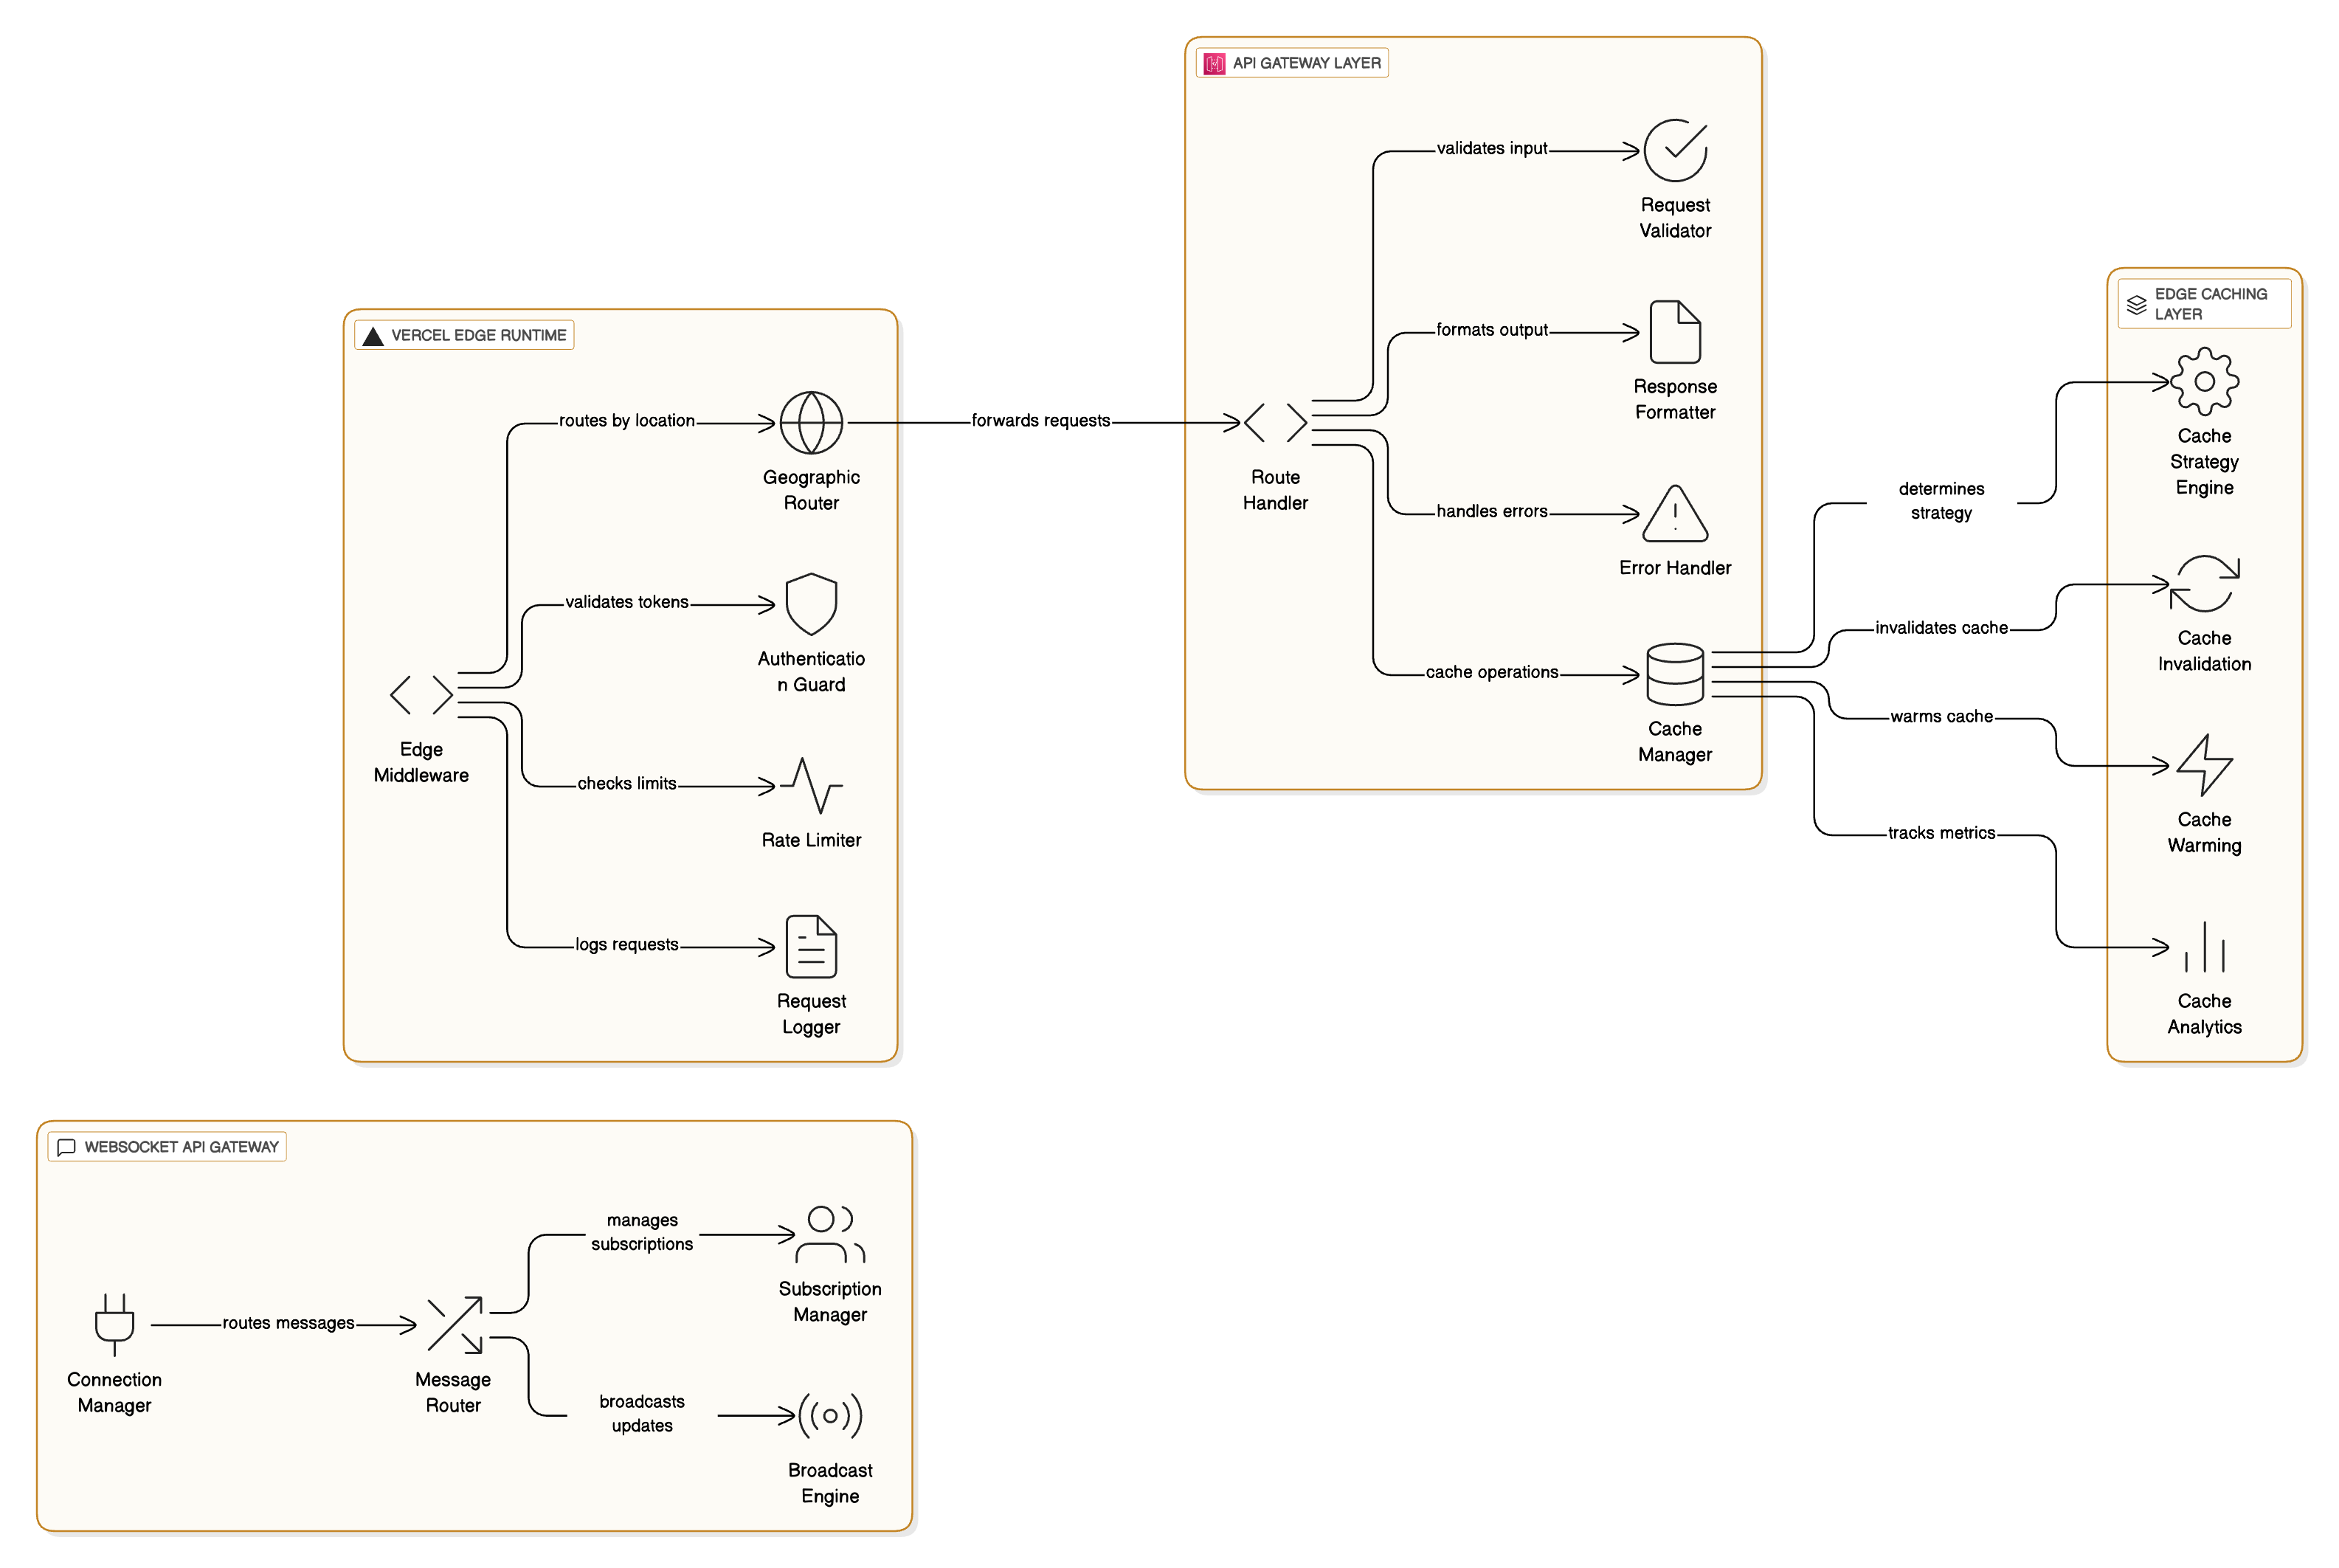 API GATEWAY LAYER
validates input
Request
Validator
formats output
Response
Formatter
forwards requests
Route
Handler
handles errors
Error Handler
cache operations
Cache
Manager
VERCEL EDGE RUNTIME
routes by location
Geographic
Router
validates tokens
Authenticatio
n Guard
Edge
Middleware
checks limits
Rate Limiter
logs requests
Request
Logger
EDGE CACHING
LAYER
Cache
Strategy
Engine
determines
strategy
invalidates cache
Cache
Invalidation
warms cache
Cache
Warming
tracks metrics
Cache
Analytics
WEBSOCKET API GATEWAY
manages
subscriptions
Subscription
Manager
routes messages
Connection
Manager
Message
Router
broadcasts
updates
Broadcast
Engine